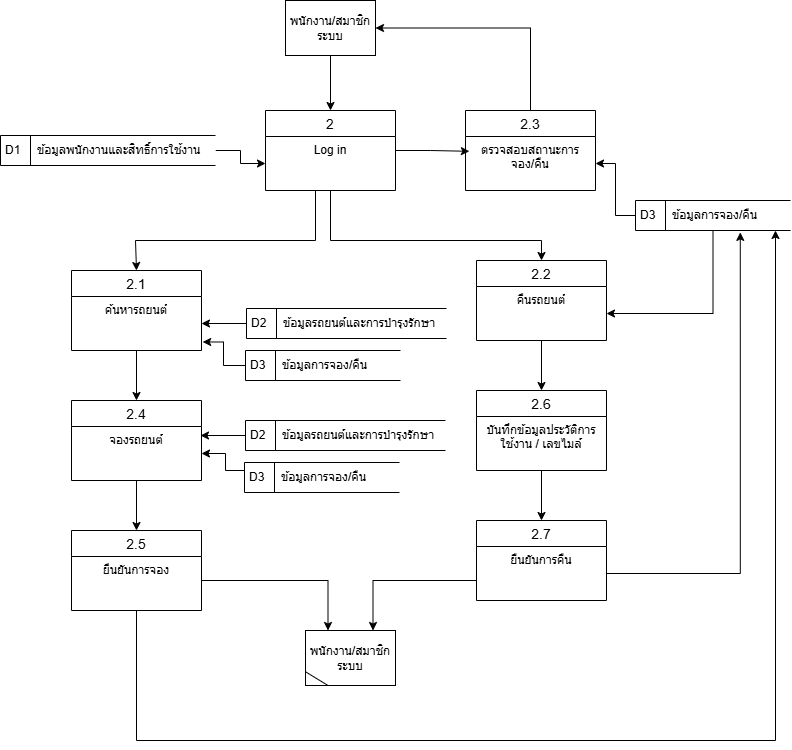 พนักงาน/สมาชิก
ระบบ
2
Log in
2.3
ตรวจสอบสถานะการ
จอง/คืน
D1 ข้อมูลพนักงานและสิทธิ์การใช้งาน
D3 ข้อมูลการจอง/คืน
2.1
ค้นหารถยนต์
2.2
คืนรถยนต์
D2 ข้อมูลรถยนต์และการบำรุงรักษา
D3 ข้อมูลการจอง/คืน
2.4
จองรถยนต์
2.6
บันทึกข้อมูลประวัติการ
ใช้งาน / เลขไมล์
D2 ข้อมูลรถยนต์และการบำรุงรักษา
D3 ข้อมูลการจอง/คืน
2.5
ยืนยันการจอง
2.7
ยืนยันการคืน
พนักงาน/สมาชิก
ระบบ